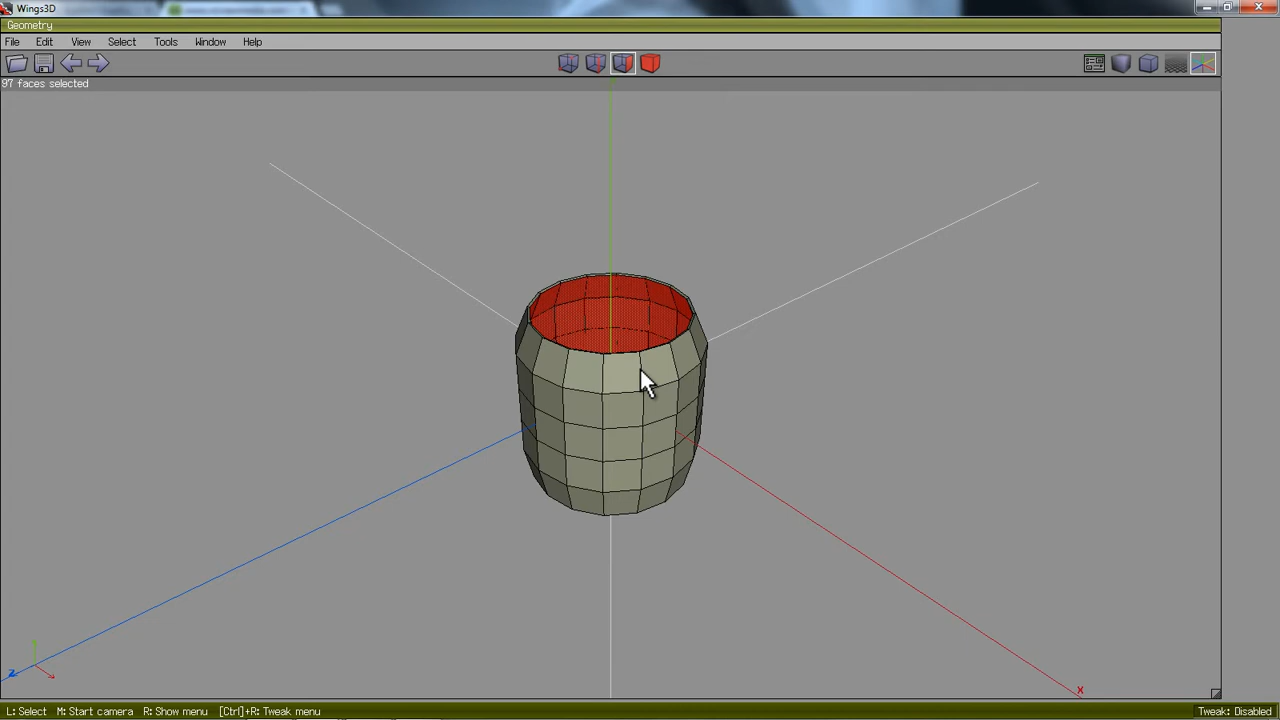 Wings3D
Geometry
File Edit View Select Tools Window Help
97 faces selected
Z
X
L: Select M: Start camera R: Show menu [Ctrl]+R: Tweak menu Tweak: Disabled